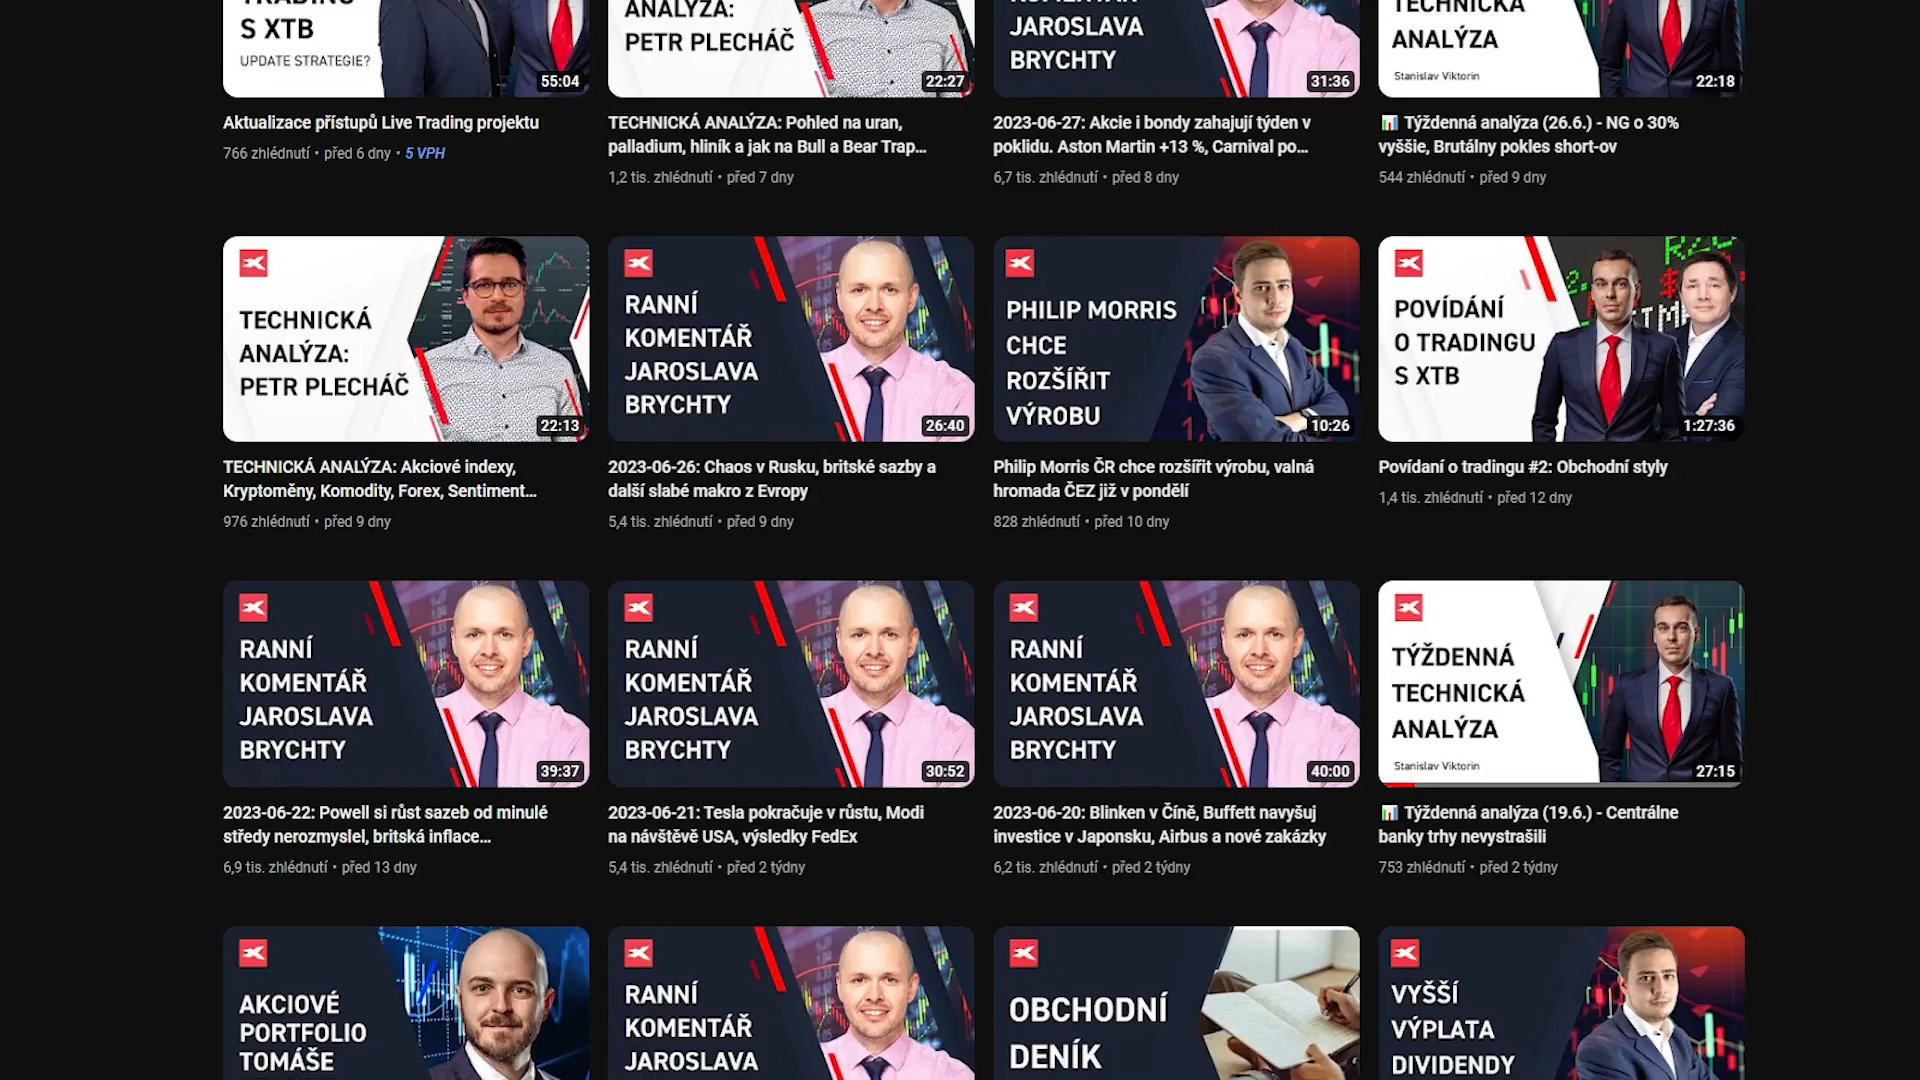 S XTB
UPDATE STRATEGIE?
55:04
ANALÝZA:
PETR PLECHÁČ
22:27
JAROSLAVA
BRYCHTY
31:36
TECHNICKÁ
ANALÝZA
Stanislav Viktorin
22:18
Aktualizace přístupů Live Trading projektu
766 zhlédnutí • před 6 dny • 5 VPH
TECHNICKÁ ANALÝZA: Pohled na uran,
palladium, hliník a jak na Bull a Bear Trap...
1,2 tis. zhlédnutí • před 7 dny
2023-06-27: Akcie i bondy zahajují týden v
poklidu. Aston Martin +13 %, Carnival po...
6,7 tis. zhlédnutí • před 8 dny
📊 Týždenná analýza (26.6.) - NG o 30%
vyššie, Brutálny pokles short-ov
544 zhlédnutí • před 9 dny
TECHNICKÁ
ANALÝZA:
PETR PLECHÁČ
22:13
RANNÍ
KOMENTÁŘ
JAROSLAVA
BRYCHTY
26:40
PHILIP MORRIS
CHCE
ROZŠÍŘIT
VÝROBU
10:26
POVÍDÁNÍ
O TRADINGU
S XTB
1:27:36
TECHNICKÁ ANALÝZA: Akciové indexy,
Kryptoměny, Komodity, Forex, Sentiment...
976 zhlédnutí • před 9 dny
2023-06-26: Chaos v Rusku, britské sazby a
další slabé makro z Evropy
5,4 tis. zhlédnutí • před 9 dny
Philip Morris ČR chce rozšířit výrobu, valná
hromada ČEZ již v pondělí
828 zhlédnutí • před 10 dny
Povídaní o tradingu #2: Obchodní styly
1,4 tis. zhlédnutí • před 12 dny
RANNÍ
KOMENTÁŘ
JAROSLAVA
BRYCHTY
39:37
RANNÍ
KOMENTÁŘ
JAROSLAVA
BRYCHTY
30:52
RANNÍ
KOMENTÁŘ
JAROSLAVA
BRYCHTY
40:00
TÝŽDENNÁ
TECHNICKÁ
ANALÝZA
Stanislav Viktorin
27:15
2023-06-22: Powell si růst sazeb od minulé
středy nerozmyslel, britská inflace...
6,9 tis. zhlédnutí • před 13 dny
2023-06-21: Tesla pokračuje v růstu, Modi
na návštěvě USA, výsledky FedEx
5,4 tis. zhlédnutí • před 2 týdny
2023-06-20: Blinken v Číně, Buffett navyšuj
investice v Japonsku, Airbus a nové zakázky
6,2 tis. zhlédnutí • před 2 týdny
📊 Týždenná analýza (19.6.) - Centrálne
banky trhy nevystrašili
753 zhlédnutí • před 2 týdny
AKCIOVÉ
PORTFOLIO
TOMÁŠE
RANNÍ
KOMENTÁŘ
JAROSLAVA
OBCHODNÍ
DENÍK
VYŠŠÍ
VÝPLATA
DIVIDENDY